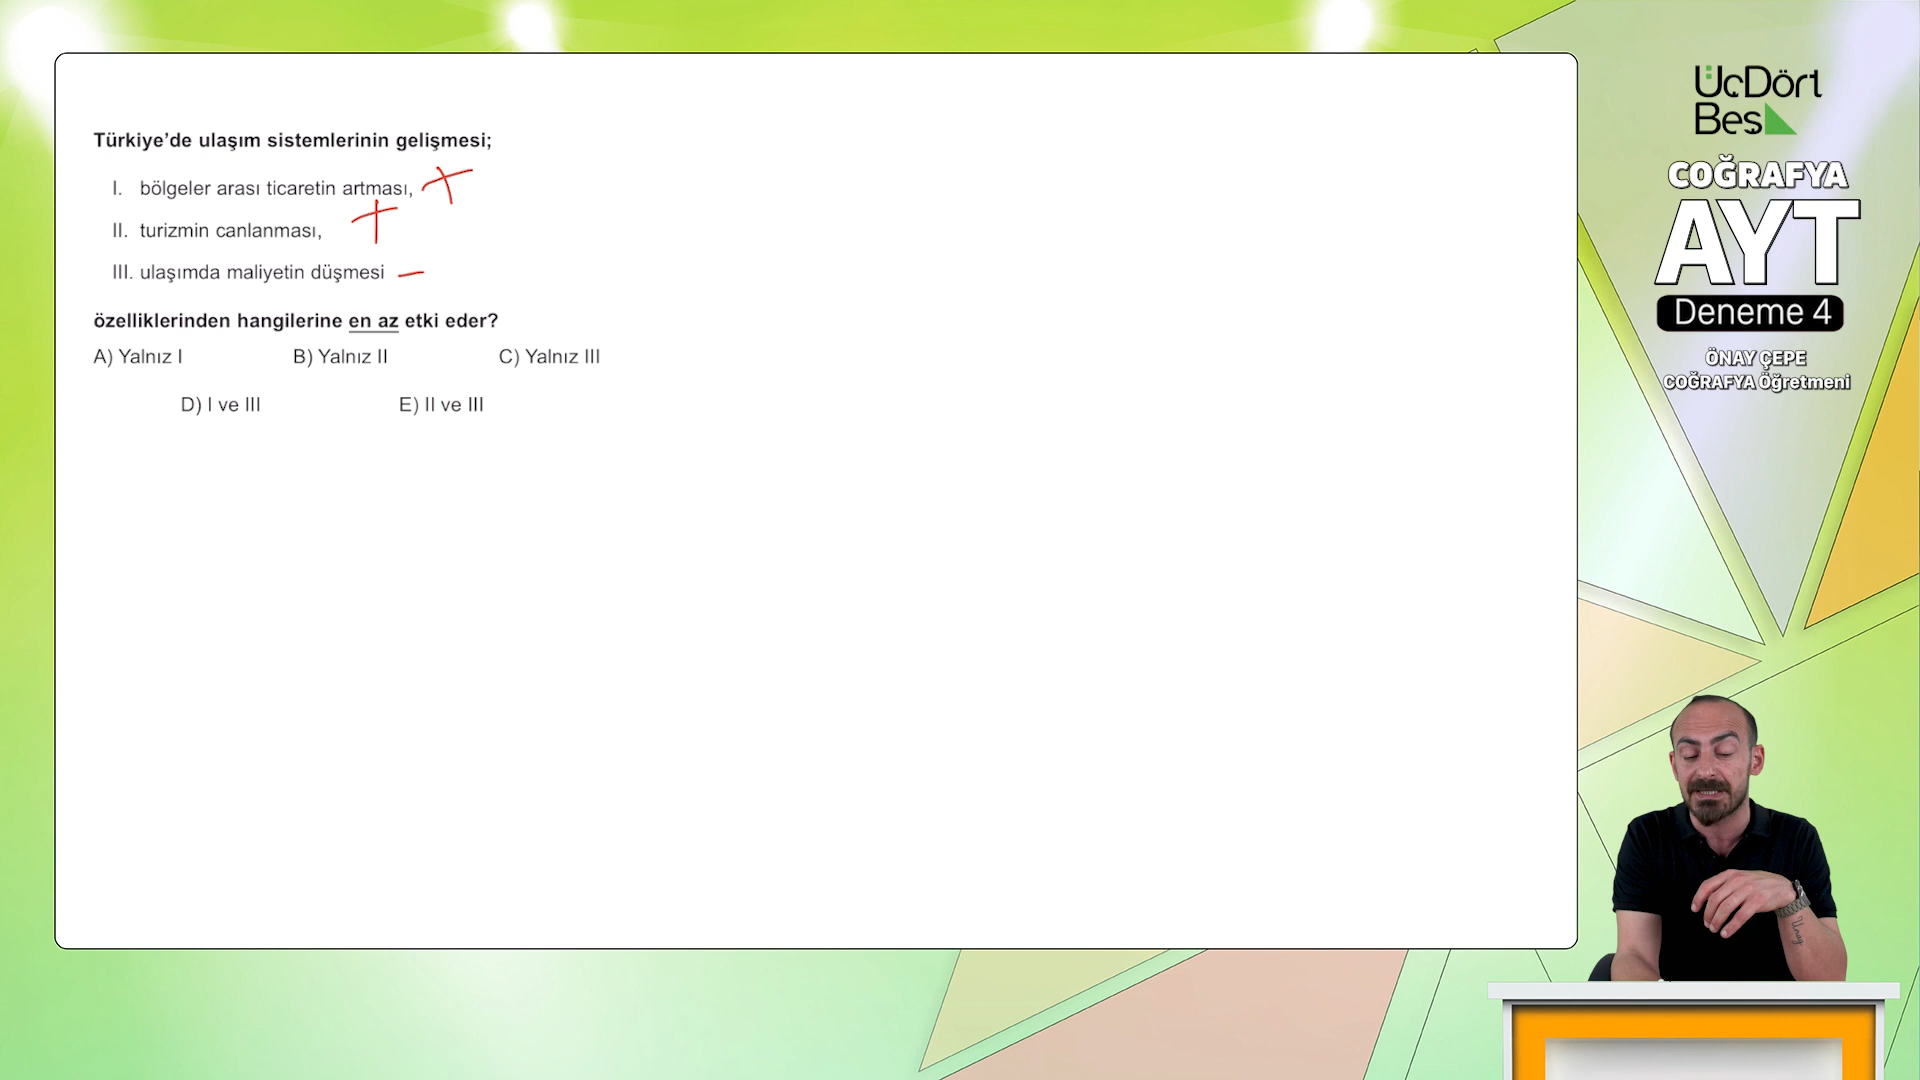 Türkiye'de ulaşım sistemlerinin gelişmesi;
I. bölgeler arası ticaretin artması,
II. turizmin canlanması,
III. ulaşımda maliyetin düşmesi
özelliklerinden hangilerine en az etki eder?
A) Yalnız I B) Yalnız II C) Yalnız III
D) I ve III E) II ve III
ÜçDört
Beş
COĞRAFYA
AYT
Deneme 4
ÖNAY ÇEPE
COĞRAFYA Öğretmeni